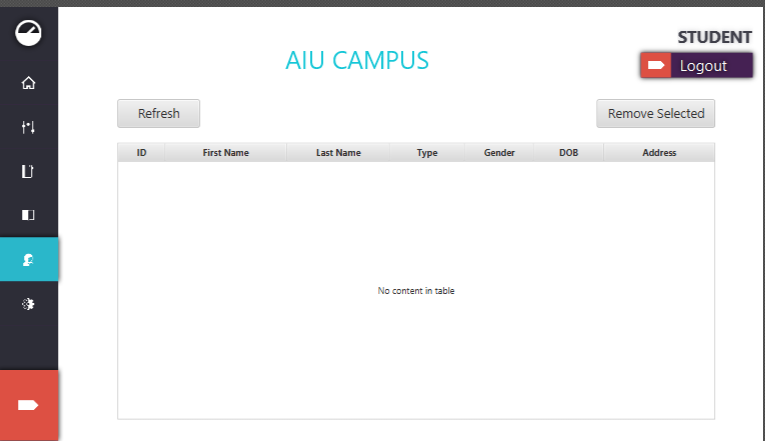 STUDENT
AIU CAMPUS
Logout
Refresh
Remove Selected
ID First Name Last Name Type Gender DOB Address
No content in table